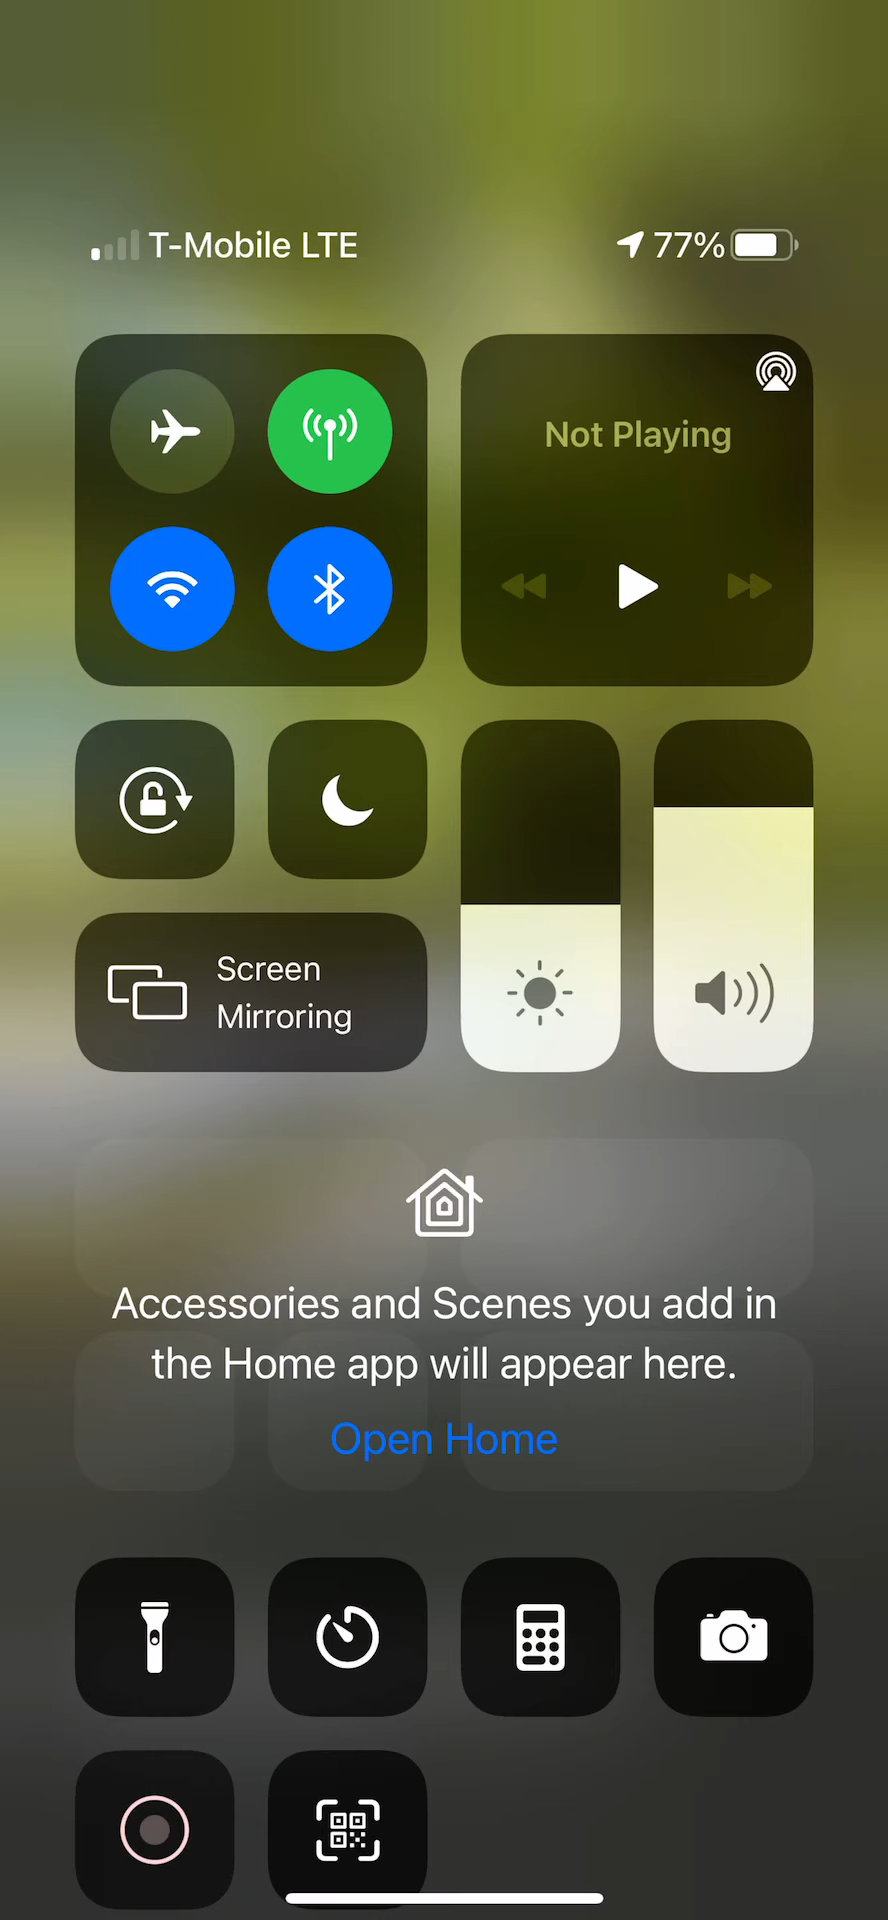 T-Mobile LTE
77%
Not Playing
Screen
Mirroring
Accessories and Scenes you add in
the Home app will appear here.
Open Home